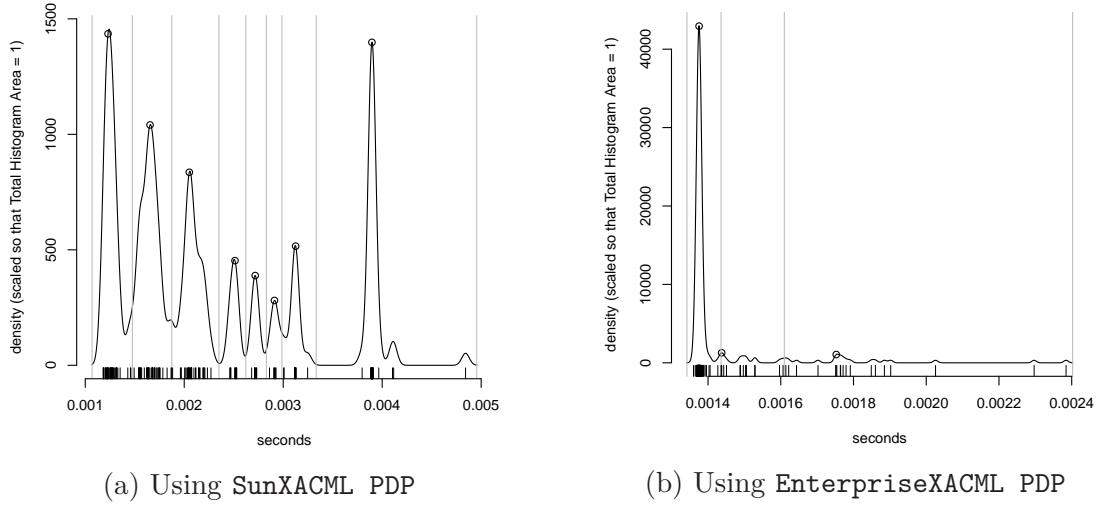 density (scaled so that Total Histogram Area = 1)
1500
1000
500
0
0.001 0.002 0.003 0.004 0.005
seconds
(a) Using SunXACML PDP
density (scaled so that Total Histogram Area = 1)
40000
30000
20000
10000
0
0.0014 0.0016 0.0018 0.0020 0.0022 0.0024
seconds
(b) Using EnterpriseXACML PDP